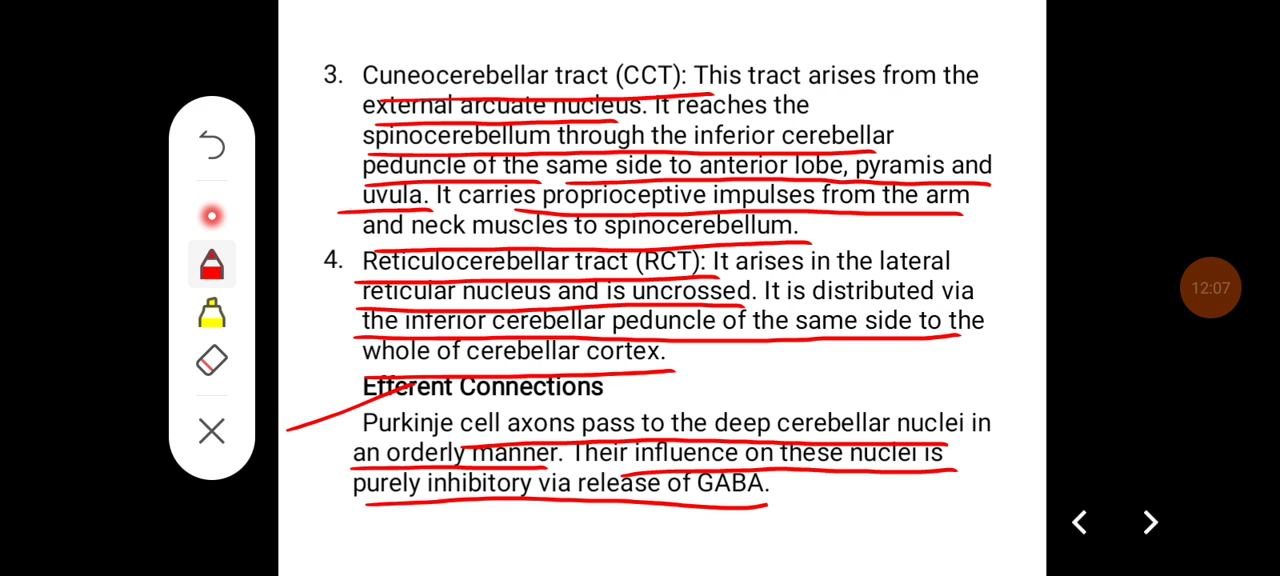 3. Cuneocerebellar tract (CCT): This tract arises from the
external arcuate nucleus. It reaches the
spinocerebellum through the inferior cerebellar
peduncle of the same side to anterior lobe, pyramis and
uvula. It carries proprioceptive impulses from the arm
and neck muscles to spinocerebellum.
4. Reticulocerebellar tract (RCT): It arises in the lateral
reticular nucleus and is uncrossed. It is distributed via
the inferior cerebellar peduncle of the same side to the
whole of cerebellar cortex.
Efferent Connections
Purkinje cell axons pass to the deep cerebellar nuclei in
an orderly manner. Their influence on these nuclei is
purely inhibitory via release of GABA.
12:07